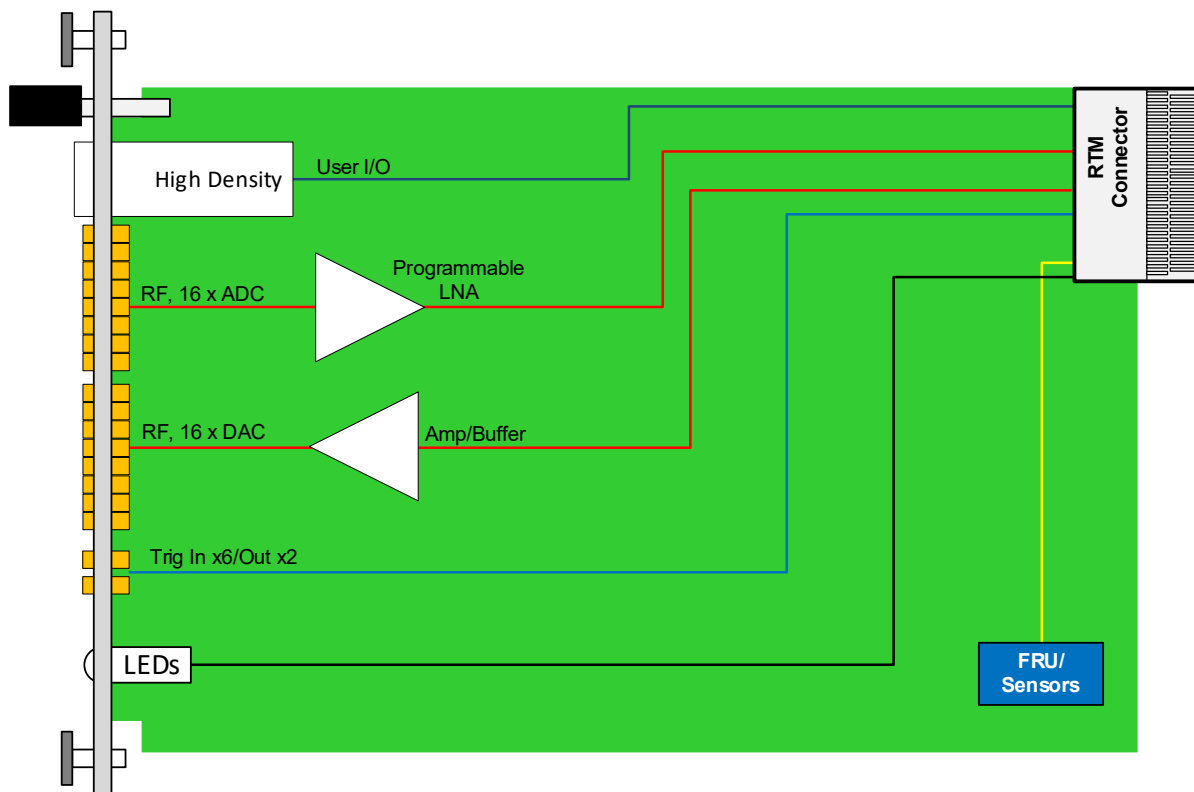 RTM
Connector
User I/O
High Density
Programmable
LNA
RF, 16 x ADC
RF, 16 x DAC
Amp/Buffer
Trig In x6/Out x2
LEDs
FRU/
Sensors